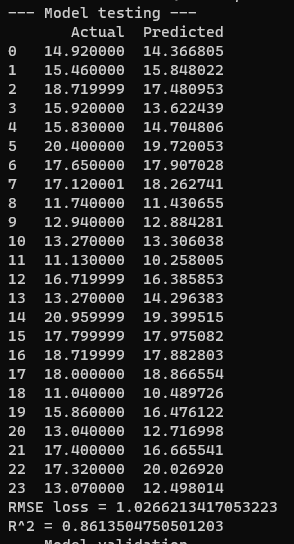 --- Model testing ---
Actual Predicted
0 14.920000 14.366805
1 15.460000 15.848022
2 18.719999 17.480953
3 15.920000 13.622439
4 15.830000 14.704806
5 20.400000 19.720053
6 17.650000 17.907028
7 17.120001 18.262741
8 11.740000 11.430655
9 12.940000 12.884281
10 13.270000 13.306038
11 11.130000 10.258005
12 16.719999 16.385853
13 13.270000 14.296383
14 20.959999 19.399515
15 17.799999 17.975082
16 18.719999 17.882803
17 18.000000 18.866554
18 11.040000 10.489726
19 15.860000 16.476122
20 13.040000 12.716998
21 17.400000 16.665541
22 17.320000 20.026920
23 13.070000 12.498014
RMSE loss = 1.0266213417053223
R^2 = 0.8613504750501203
Model validation